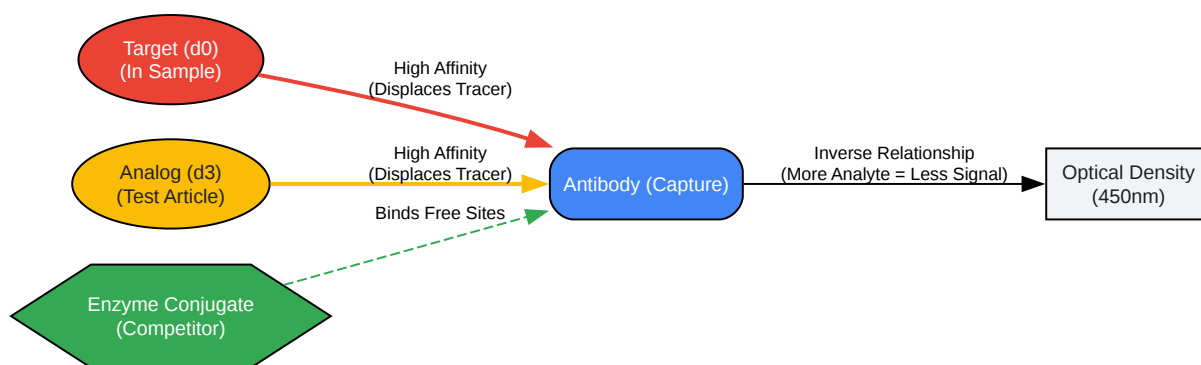 Target (d0)
(In Sample)
High Affinity
(Displaces Tracer)
Analog (d3)
(Test Article)
High Affinity
(Displaces Tracer)
Antibody (Capture)
Inverse Relationship
(More Analyte = Less Signal)
Optical Density
(450nm)
Binds Free Sites
Enzyme Conjugate
(Competitor)